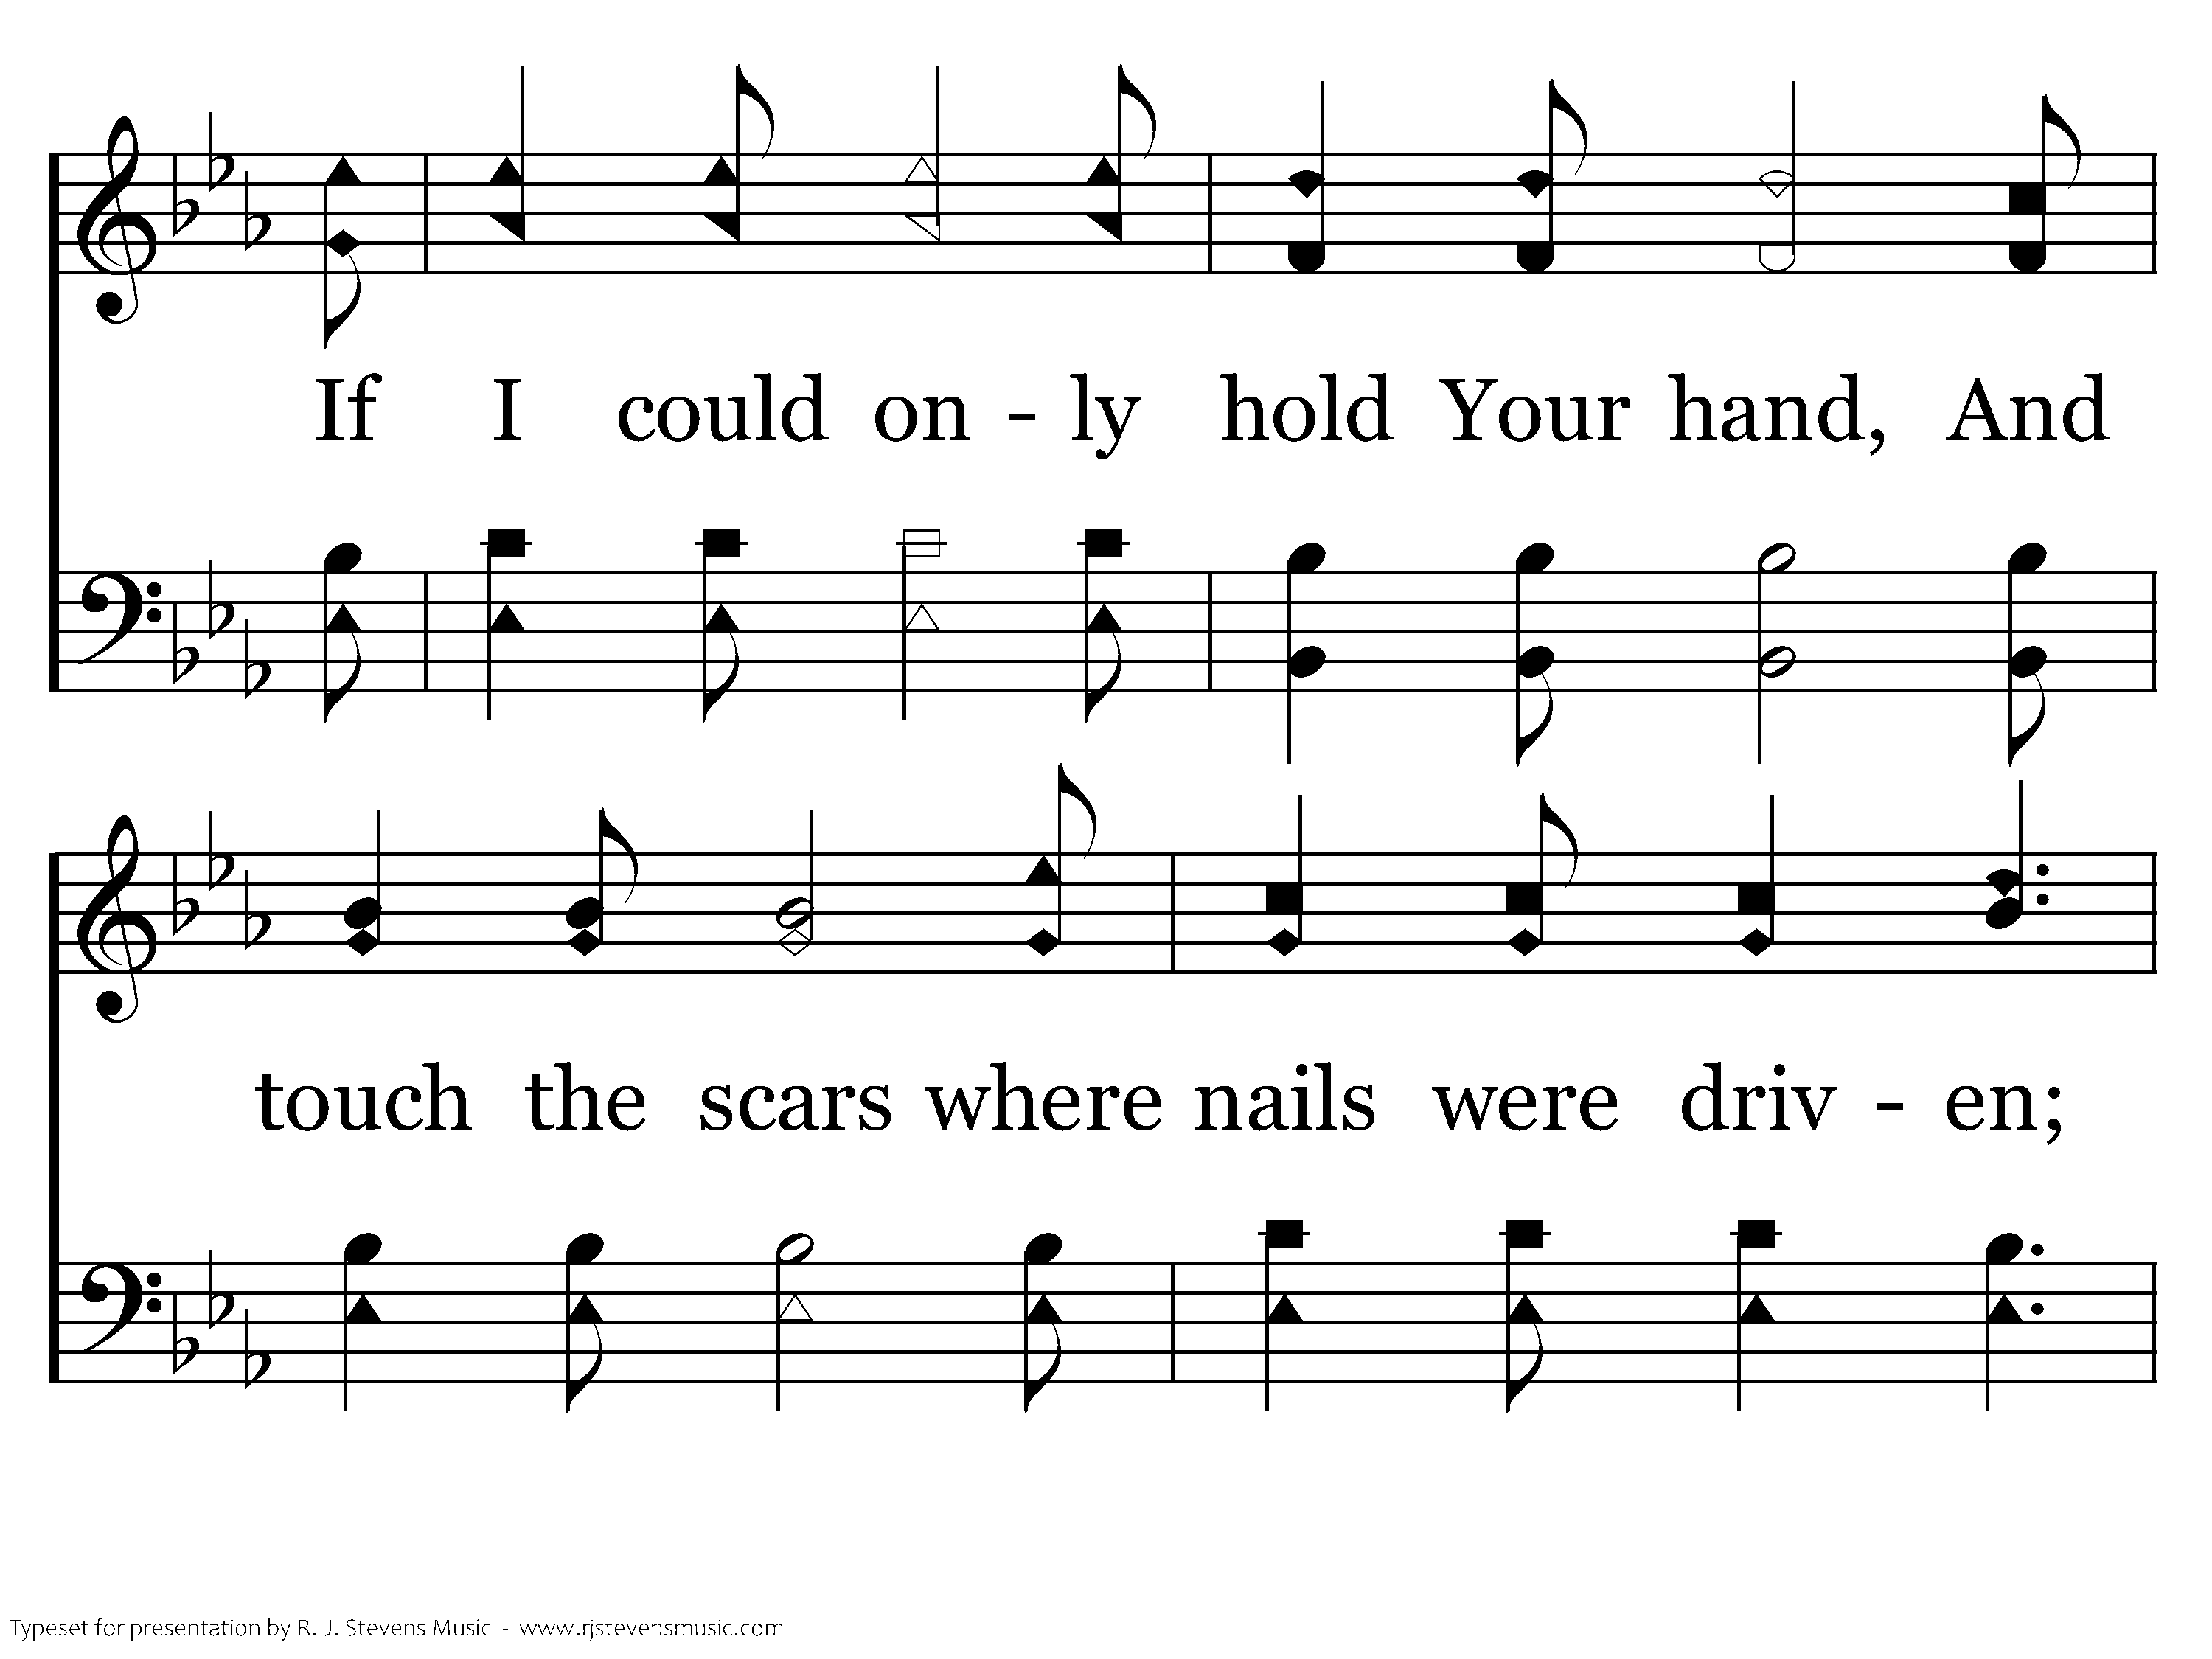 If I could on - ly hold Your hand, And
touch the scars where nails were driv - en;
Typeset for presentation by R. J. Stevens Music - www.rjstevensmusic.com